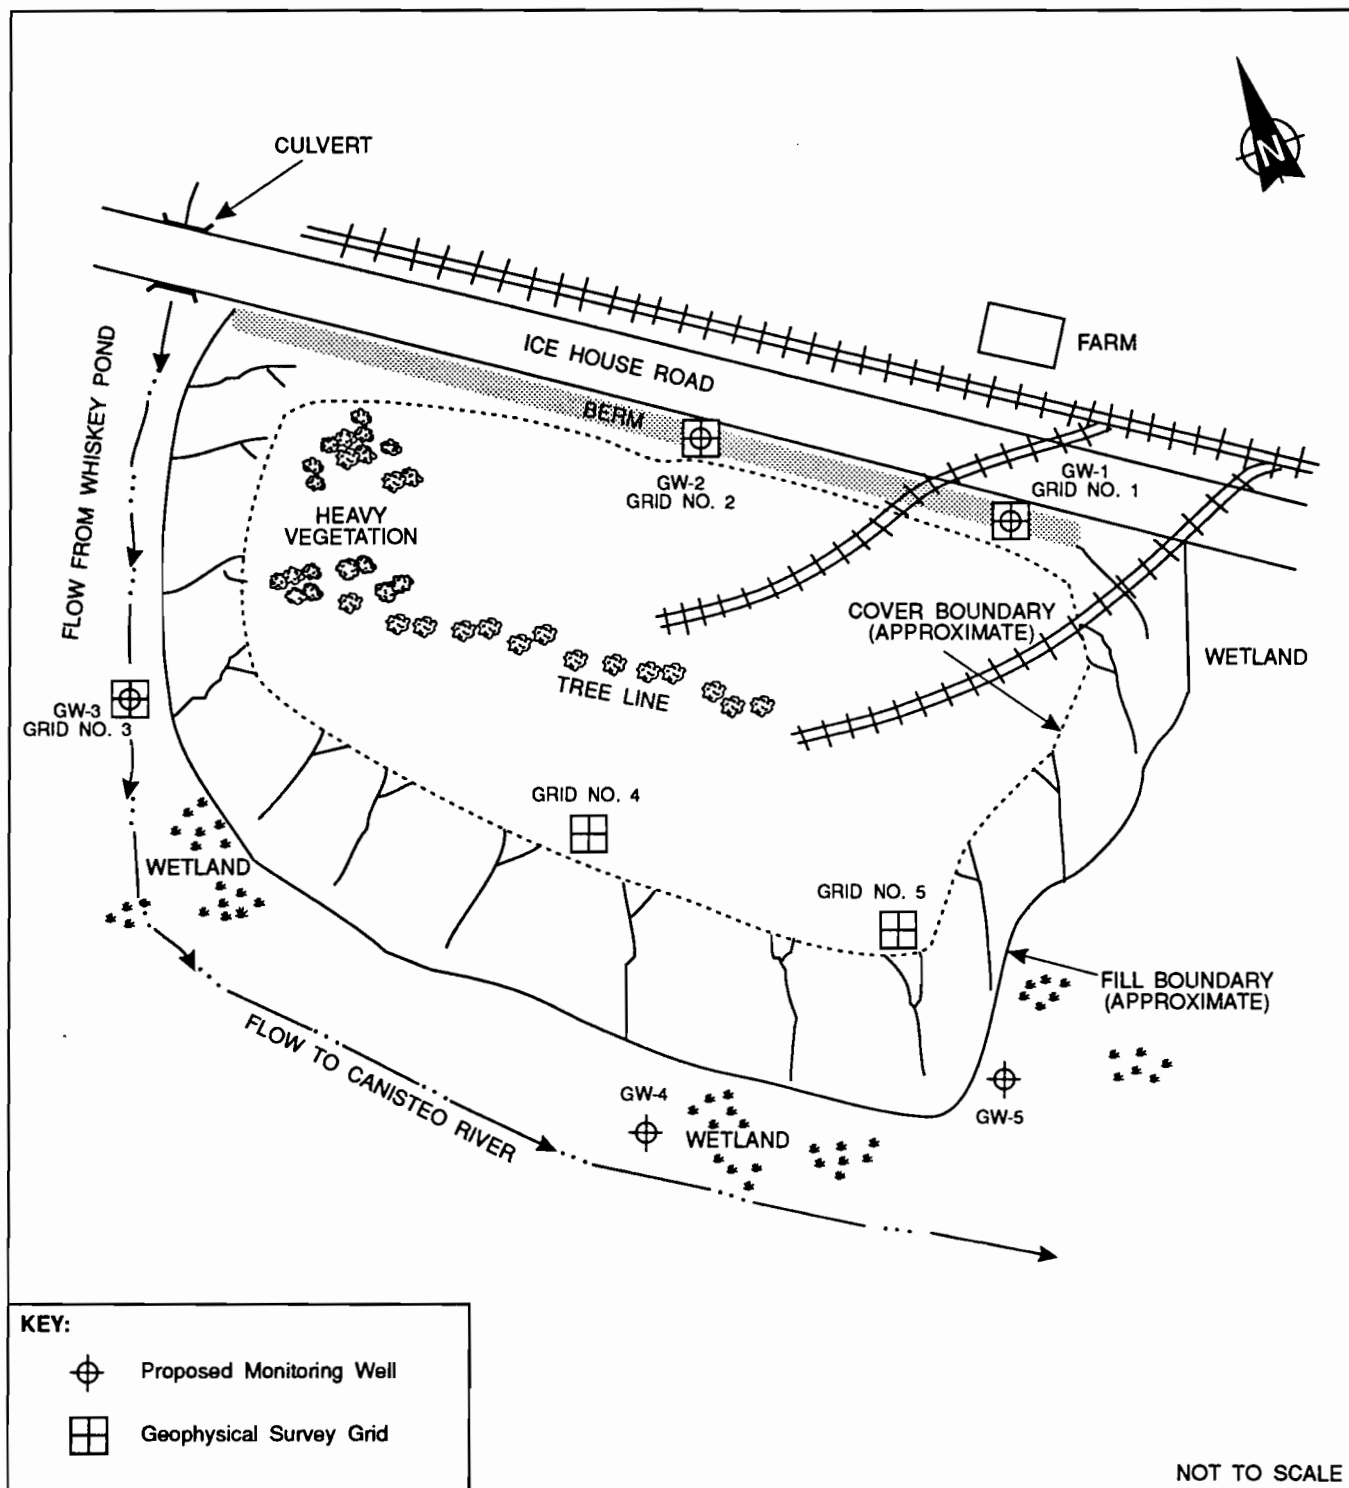 CULVERT
N
FLOW FROM WHISKEY POND
ICE HOUSE ROAD
FARM
BERM
GW-2
GRID NO. 2
GW-1
GRID NO. 1
HEAVY
VEGETATION
COVER BOUNDARY
(APPROXIMATE)
WETLAND
TREE LINE
GW-3
GRID NO. 3
GRID NO. 4
WETLAND
GRID NO. 5
FILL BOUNDARY
(APPROXIMATE)
FLOW TO CANISTEO RIVER
GW-4
WETLAND
GW-5
KEY:
Proposed Monitoring Well
Geophysical Survey Grid
NOT TO SCALE